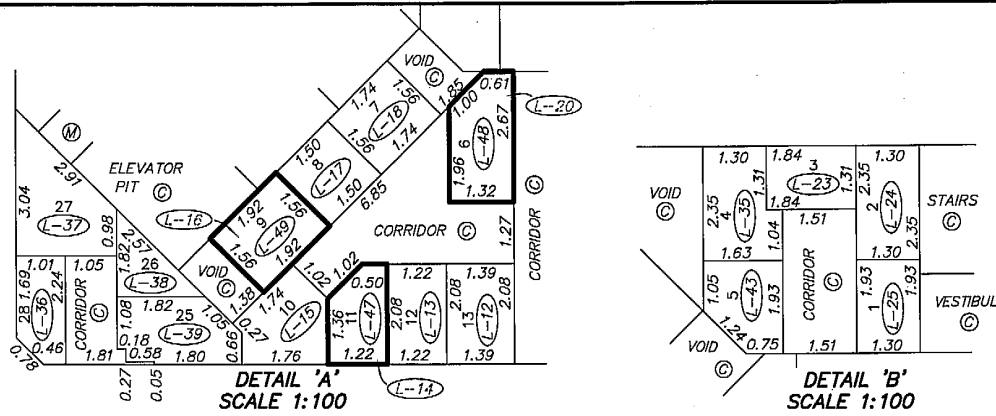 VOID Ⓒ
1.74
7
L-18
1.56
1.56
1.74
1.85
1.00
0.61
L-20
2.67
L-48
6
1.96
1.32
Ⓜ
2.91
ELEVATOR
PIT Ⓒ
1.50
8
L-17
1.50
6.85
L-16
1.92
9
1.56
L-49
1.56
1.92
CORRIDOR Ⓒ
1.27
CORRIDOR Ⓒ
3.04
27
L-37
0.98
2.57
1.82
26
L-38
VOID Ⓒ
1.38
1.02
1.02
1.01
1.05
28 1.69
L-36
2.24
CORRIDOR Ⓒ
1.08
1.82
25
L-39
1.05
0.27
1.74
10
L-15
0.50
1.36
11
L-47
1.22
2.08
12
L-13
1.39
2.08
13
L-12
2.08
0.78
0.46
1.81
0.18
0.58
1.80
0.66
1.76
1.22
1.22
1.39
0.27
0.05
L-14
DETAIL 'A'
SCALE 1:100
VOID
Ⓒ
1.30
1.84
3
L-23
1.30
2.35
4
L-35
1.31
1.84
1.31
2.35
2
L-24
2.35
STAIRS
Ⓒ
1.63
1.04
1.51
CORRIDOR Ⓒ
1.30
1.05
5
L-43
1.93
1.93
1
L-25
1.93
VESTIBUL
Ⓒ
1.24
0.75
1.51
1.30
VOID
Ⓒ
DETAIL 'B'
SCALE 1:100